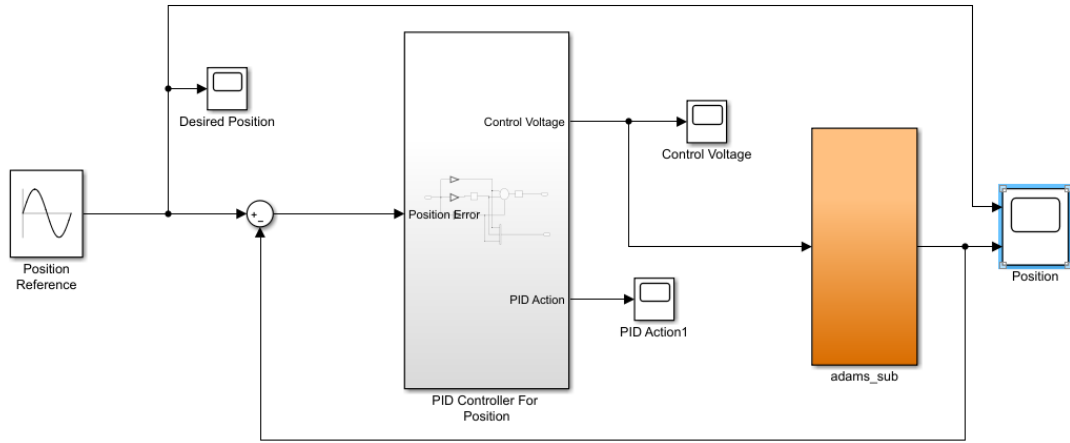 Desired Position
Position
Reference
+
-
Position Error
Control Voltage
PID Action
PID Controller For
Position
Control Voltage
PID Action1
adams_sub
Position